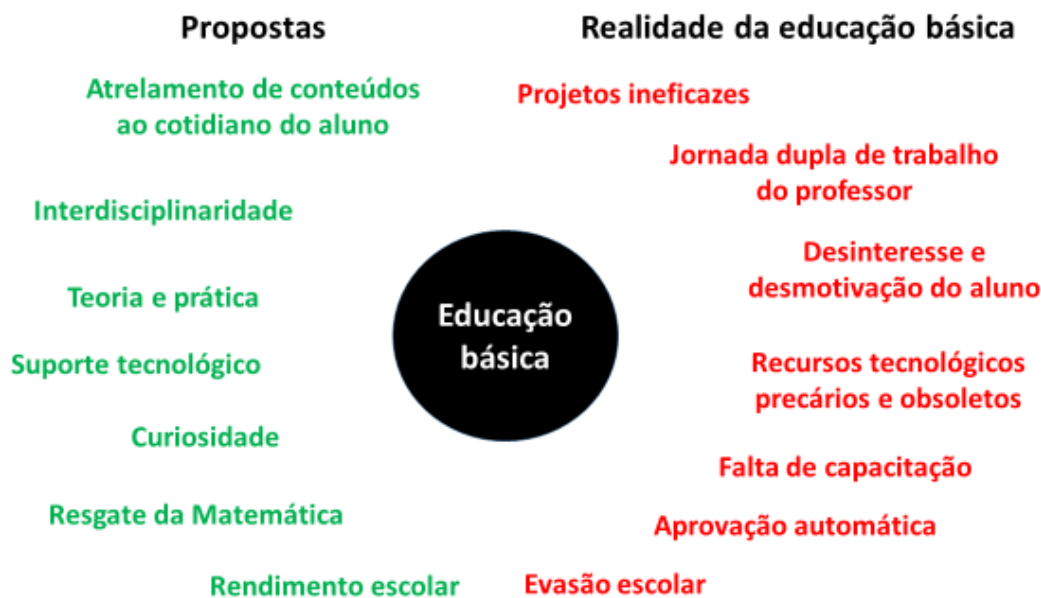 Propostas
Atrelamento de conteúdos
ao cotidiano do aluno
Interdisciplinaridade
Teoria e prática
Suporte tecnológico
Curiosidade
Resgate da Matemática
Rendimento escolar
Educação
básica
Realidade da educação básica
Projetos ineficazes
Jornada dupla de trabalho
do professor
Desinteresse e
desmotivação do aluno
Recursos tecnológicos
precários e obsoletos
Falta de capacitação
Aprovação automática
Evasão escolar